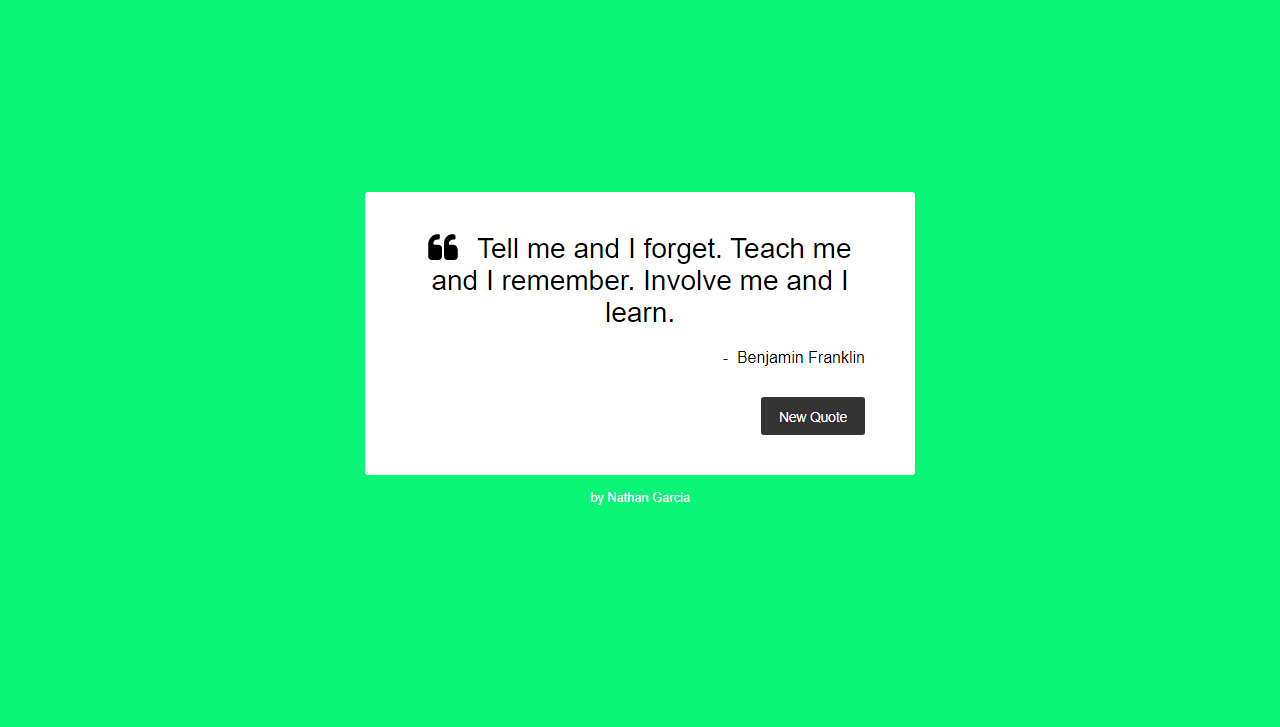 Tell me and I forget. Teach me
and I remember. Involve me and I
learn.
- Benjamin Franklin
New Quote
by Nathan Garcia